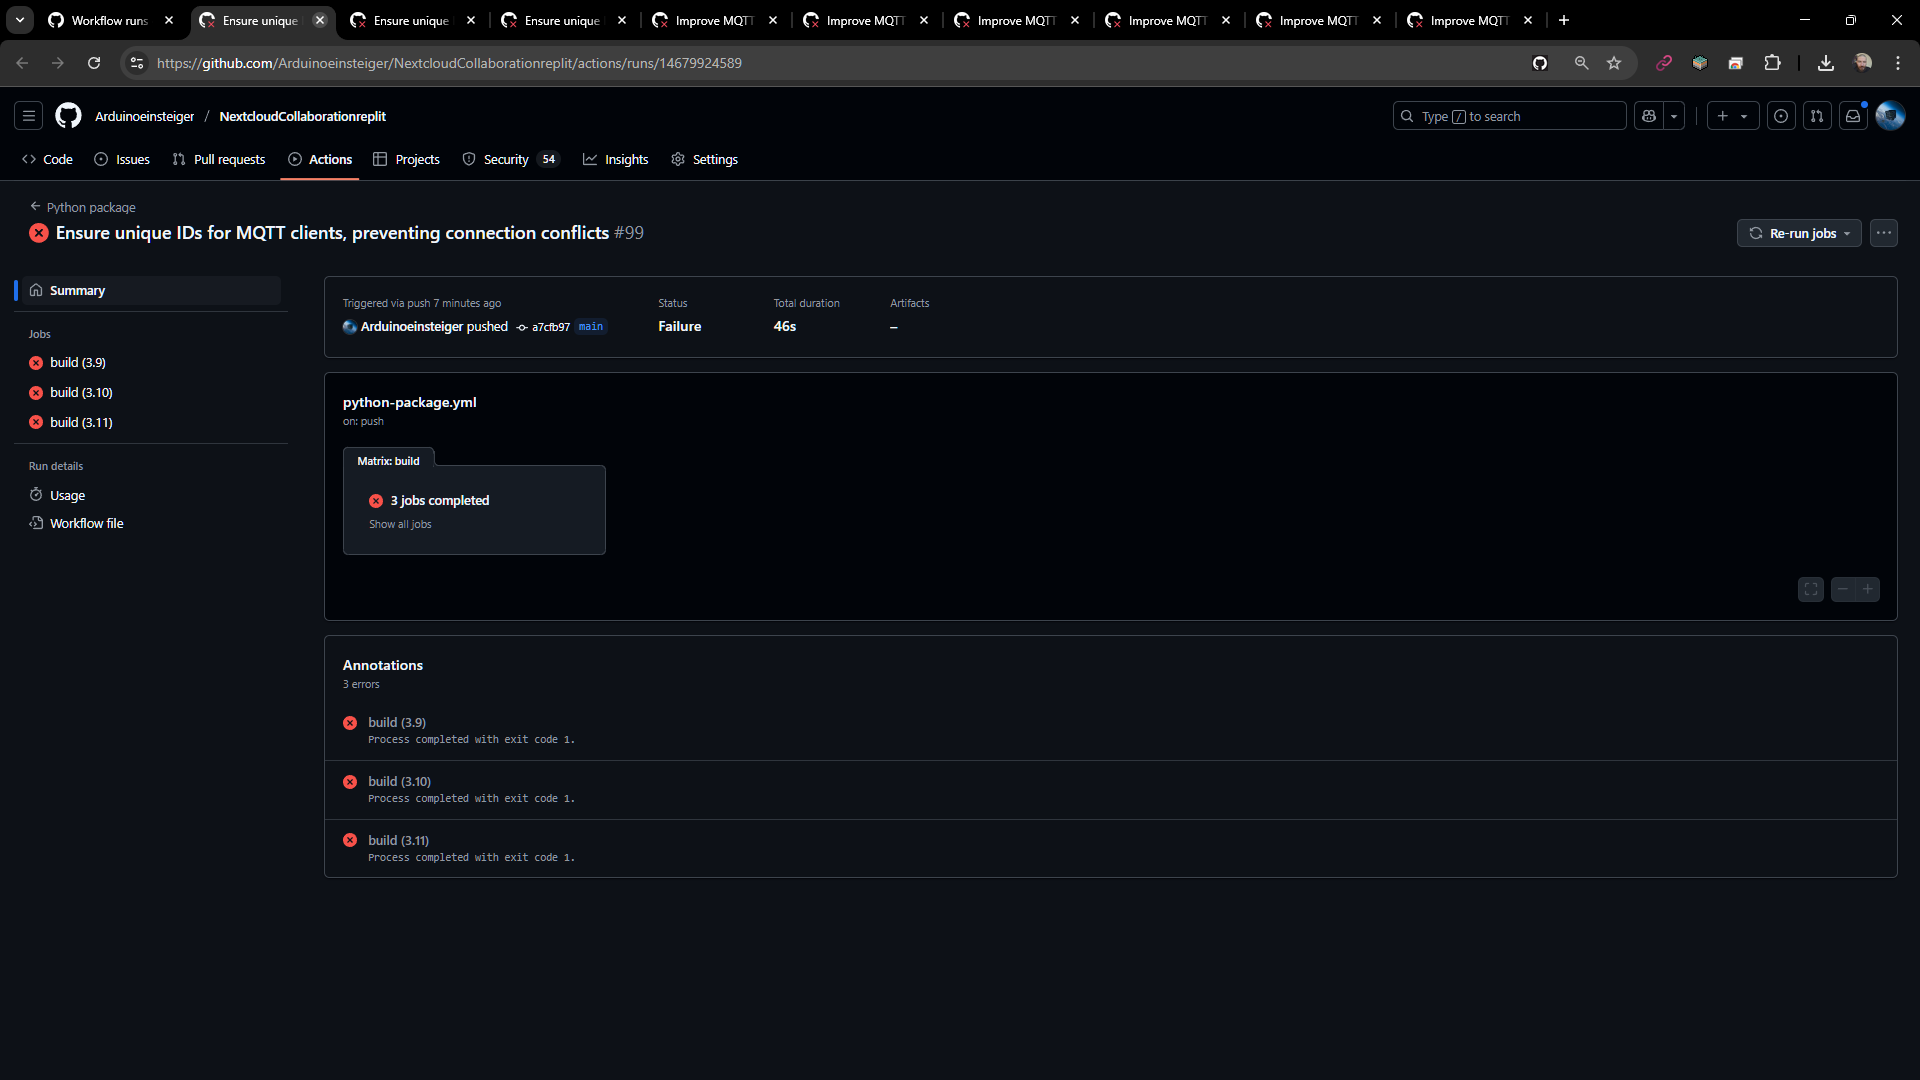 Workflow runs
Ensure unique
Ensure unique
Ensure unique
Improve MQTT
Improve MQTT
Improve MQTT
Improve MQTT
Improve MQTT
Improve MQTT
https://github.com/Arduinoeinsteiger/NextcloudCollaborationreplit/actions/runs/14679924589
Arduinoeinsteiger / NextcloudCollaborationreplit
Type / to search
Code
Issues
Pull requests
Actions
Projects
Security 54
Insights
Settings
Python package
Ensure unique IDs for MQTT clients, preventing connection conflicts #99
Re-run jobs
Summary
Jobs
build (3.9)
build (3.10)
build (3.11)
Run details
Usage
Workflow file
Triggered via push 7 minutes ago
Arduinoeinsteiger pushed a7cfb97 main
Status
Failure
Total duration
46s
Artifacts
–
python-package.yml
on: push
Matrix: build
3 jobs completed
Show all jobs
Annotations
3 errors
build (3.9)
Process completed with exit code 1.
build (3.10)
Process completed with exit code 1.
build (3.11)
Process completed with exit code 1.